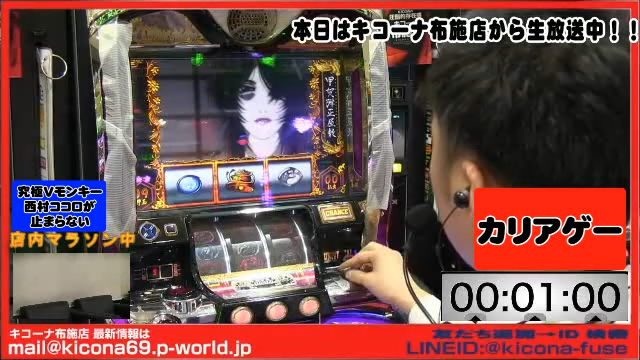 本日はキコーナ布施店から生放送中！！
甲賀弾正屋敷
究極Vモンキー
西村ココロが
止まらない
店内マラソン中
CHANCE
カリアゲー
00:01:00
キコーナ布施店 最新情報は
mail@kicona69.p-world.jp
LINEID:@kicona-fuse